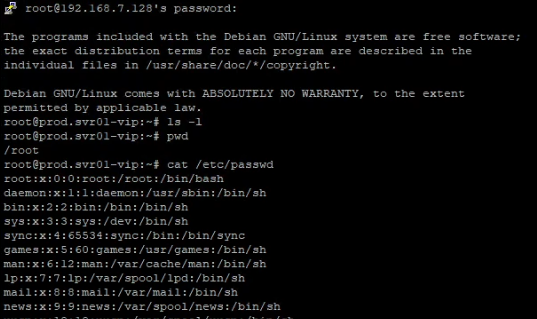 root@192.168.7.128's password:
The programs included with the Debian GNU/Linux system are free software;
the exact distribution terms for each program are described in the
individual files in /usr/share/doc/*/copyright.
Debian GNU/Linux comes with ABSOLUTELY NO WARRANTY, to the extent
permitted by applicable law.
root@prod.svr01-vip:~# ls -l
root@prod.svr01-vip:~# pwd
/root
root@prod.svr01-vip:~# cat /etc/passwd
root:x:0:0:root:/root:/bin/bash
daemon:x:1:1:daemon:/usr/sbin:/bin/sh
bin:x:2:2:bin:/bin:/bin/sh
sys:x:3:3:sys:/dev:/bin/sh
sync:x:4:65534:sync:/bin:/bin/sync
games:x:5:60:games:/usr/games:/bin/sh
man:x:6:12:man:/var/cache/man:/bin/sh
lp:x:7:7:lp:/var/spool/lpd:/bin/sh
mail:x:8:8:mail:/var/mail:/bin/sh
news:x:9:9:news:/var/spool/news:/bin/sh